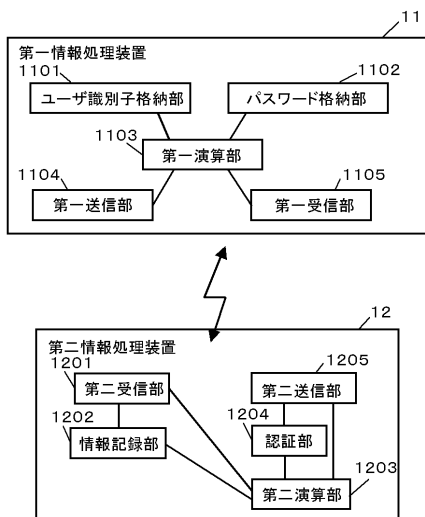 11
第一情報処理装置
1101
1102
ユーザ識別子格納部
パスワード格納部
1103
第一演算部
1104
1105
第一送信部
第一受信部
12
第二情報処理装置
1201
1205
第二受信部
第二送信部
1202
1204
情報記録部
認証部
1203
第二演算部